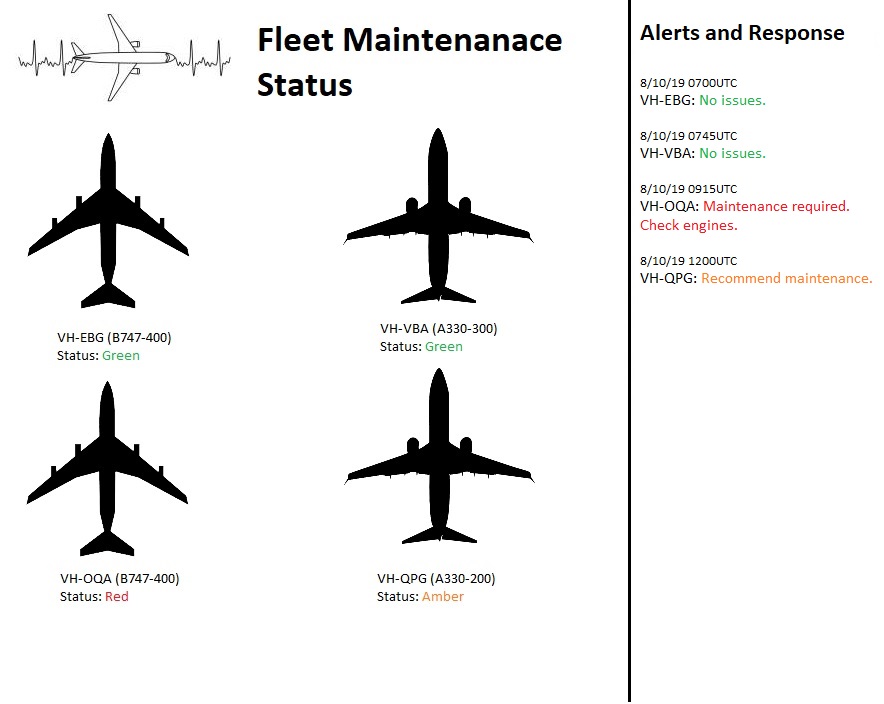 Fleet Maintenanace
Status
VH-EBG (B747-400)
Status: Green
VH-VBA (A330-300)
Status: Green
VH-OQA (B747-400)
Status: Red
VH-QPG (A330-200)
Status: Amber
Alerts and Response
8/10/19 0700UTC
VH-EBG: No issues.
8/10/19 0745UTC
VH-VBA: No issues.
8/10/19 0915UTC
VH-OQA: Maintenance required.
Check engines.
8/10/19 1200UTC
VH-QPG: Recommend maintenance.